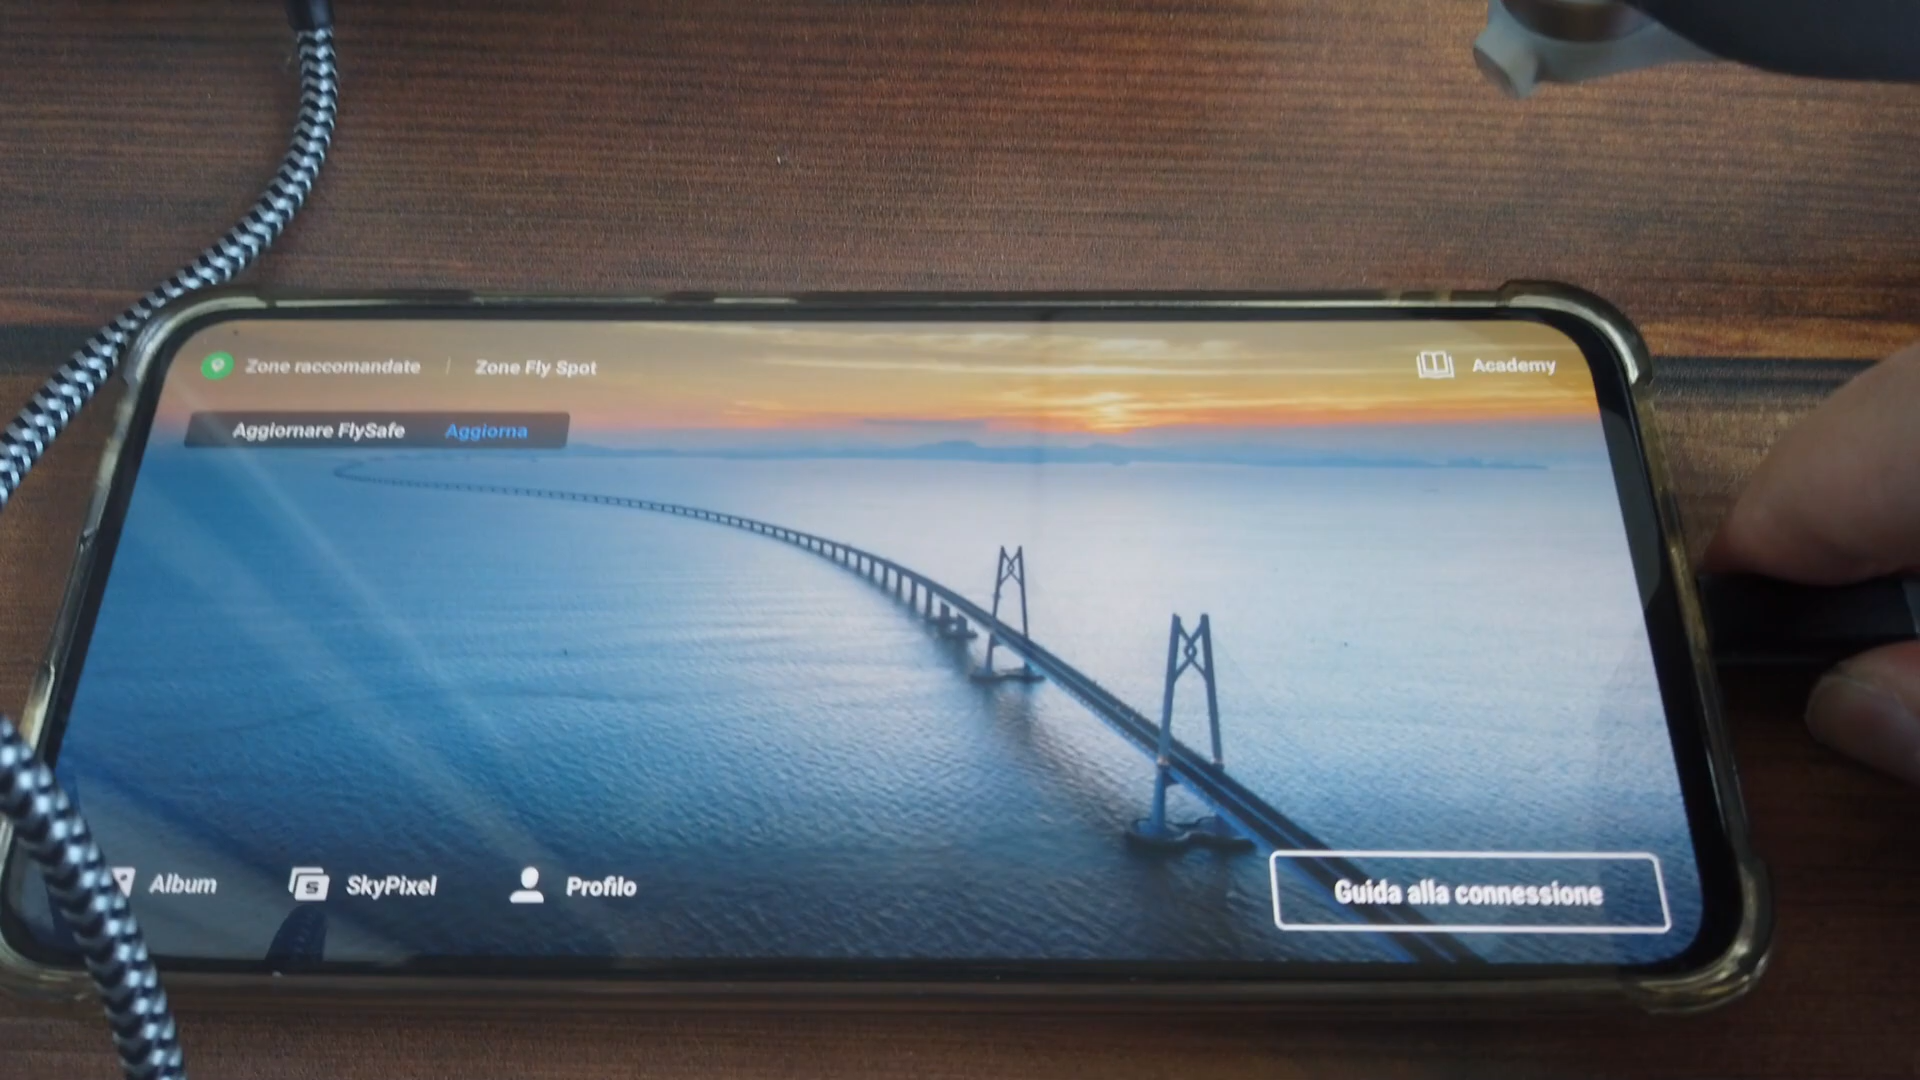 Zone raccomandate | Zone Fly Spot
Academy
Aggiornare FlySafe Aggiorna
Album
SkyPixel
Profilo
Guida alla connessione